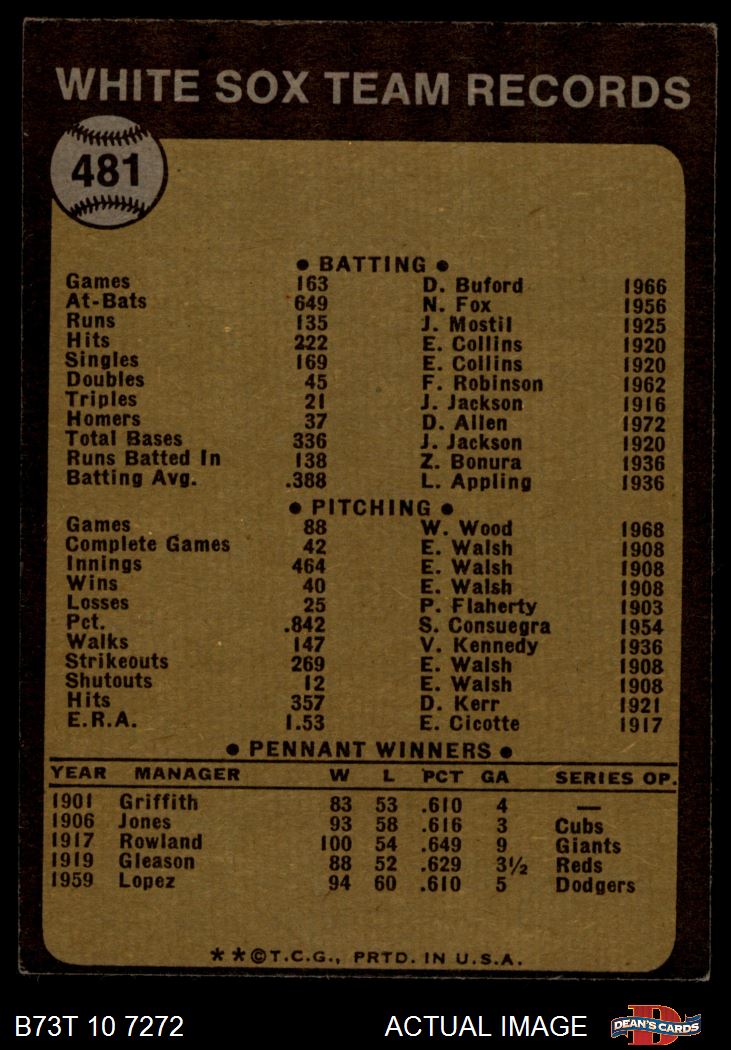 WHITE SOX TEAM RECORDS
481
• BATTING •
Games 163 D. Buford 1966
At-Bats 649 N. Fox 1956
Runs 135 J. Mostil 1925
Hits 222 E. Collins 1920
Singles 169 E. Collins 1920
Doubles 45 F. Robinson 1962
Triples 21 J. Jackson 1916
Homers 37 D. Allen 1972
Total Bases 336 J. Jackson 1920
Runs Batted In 138 Z. Bonura 1936
Batting Avg. .388 L. Appling 1936
• PITCHING •
Games 88 W. Wood 1968
Complete Games 42 E. Walsh 1908
Innings 464 E. Walsh 1908
Wins 40 E. Walsh 1908
Losses 25 P. Flaherty 1903
Pct. .842 S. Consuegra 1954
Walks 147 V. Kennedy 1936
Strikeouts 269 E. Walsh 1908
Shutouts 12 E. Walsh 1908
Hits 357 D. Kerr 1921
E.R.A. 1.53 E. Cicotte 1917
• PENNANT WINNERS •
YEAR MANAGER W L PCT GA SERIES OP.
1901 Griffith 83 53 .610 4 —
1906 Jones 93 58 .616 3 Cubs
1917 Rowland 100 54 .649 9 Giants
1919 Gleason 88 52 .629 3½ Reds
1959 Lopez 94 60 .610 5 Dodgers
* * © T.C.G., PRTD. IN U.S.A.
B73T 10 7272 ACTUAL IMAGE DEAN'S CARDS